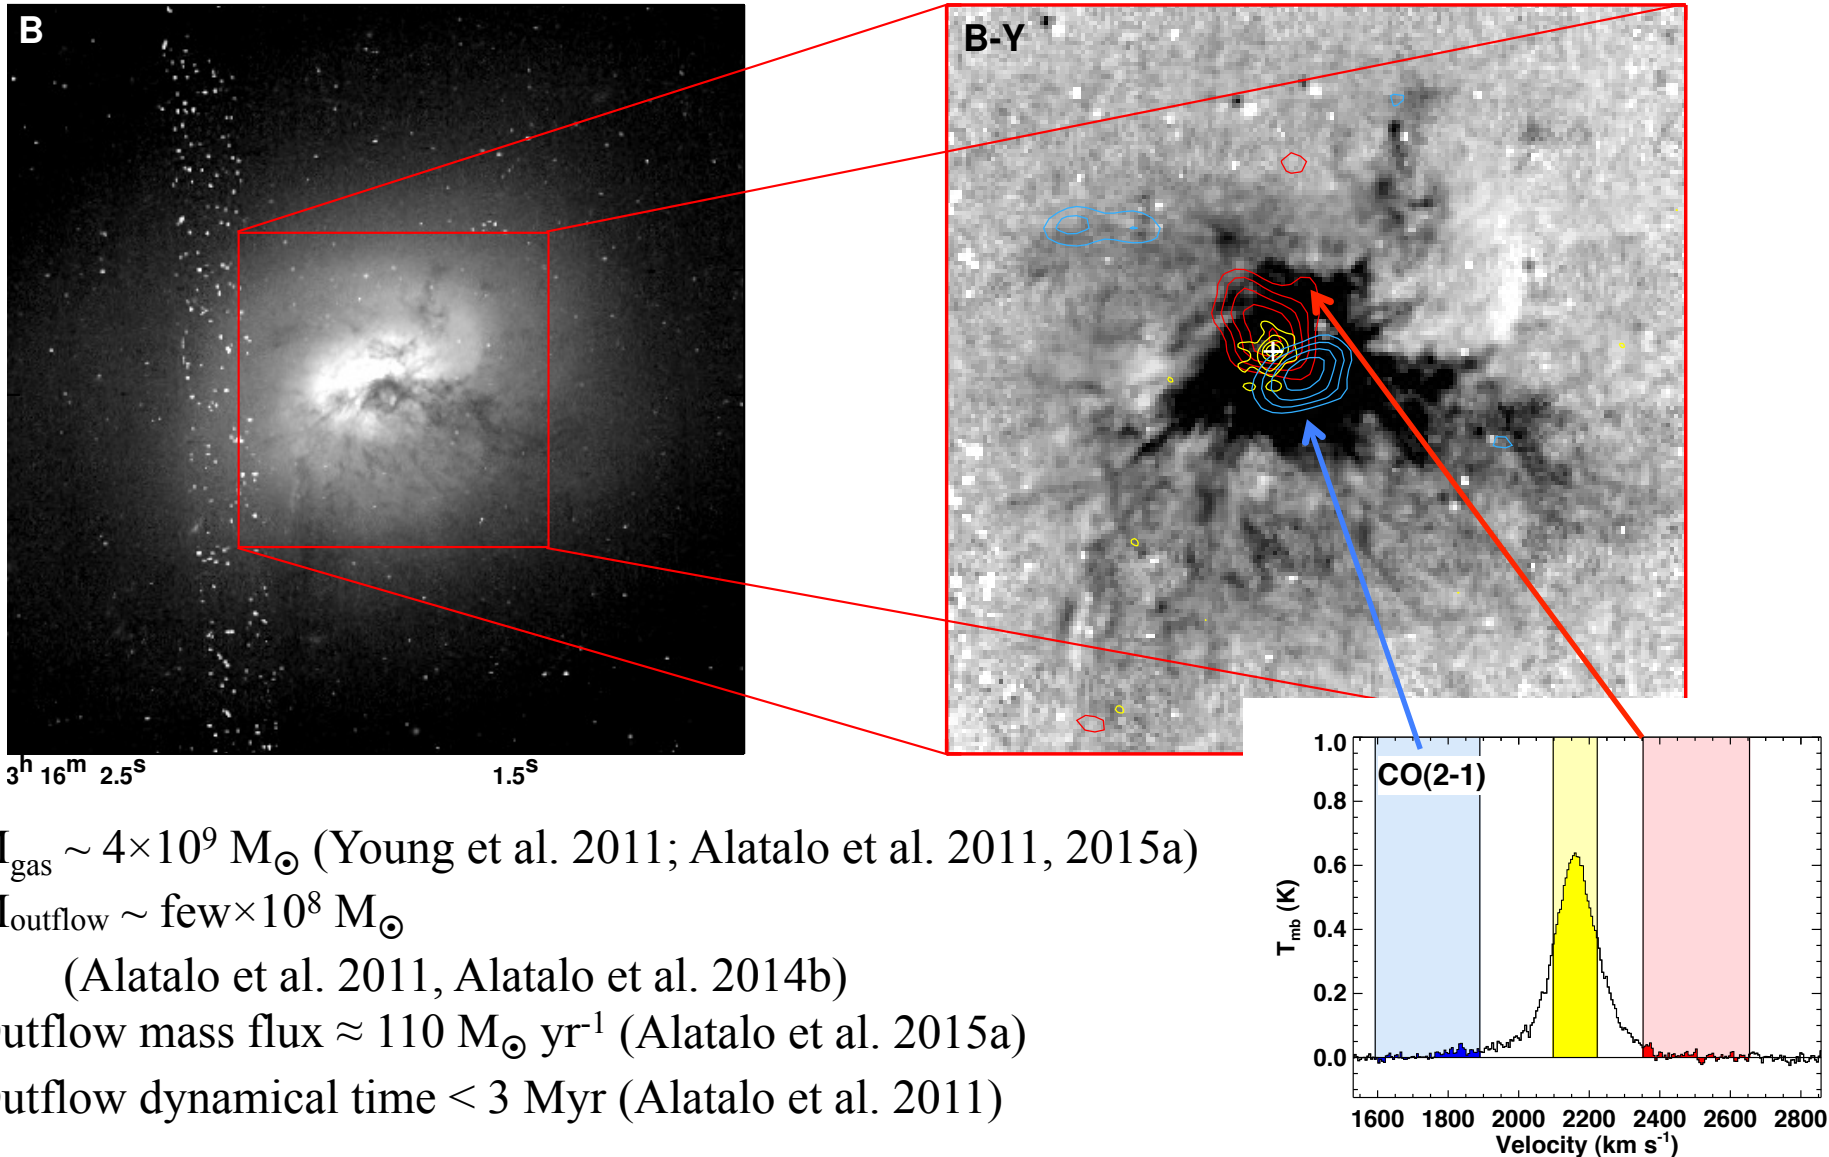 B
B-Y
3h 16m 2.5s
1.5s
gas ~ 4×10⁹ M☉ (Young et al. 2011; Alatalo et al. 2011, 2015a)
outflow ~ few×10⁸ M☉
(Alatalo et al. 2011, Alatalo et al. 2014b)
utflow mass flux ≈ 110 M☉ yr⁻¹ (Alatalo et al. 2015a)
utflow dynamical time < 3 Myr (Alatalo et al. 2011)
CO(2-1)
1.0
0.8
0.6
0.4
0.2
0.0
Tmb (K)
1600 1800 2000 2200 2400 2600 2800
Velocity (km s⁻¹)